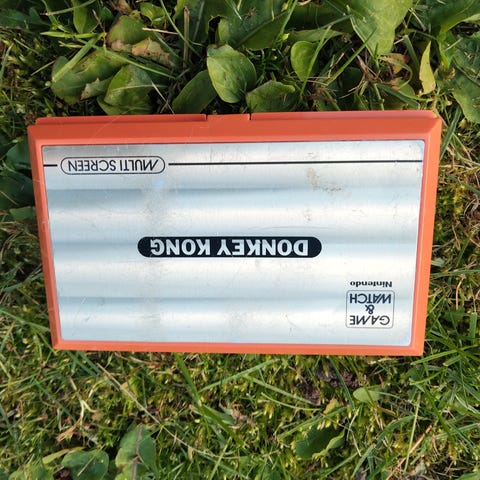 GAME
&
WATCH
Nintendo
DONKEY KONG
MULTI SCREEN